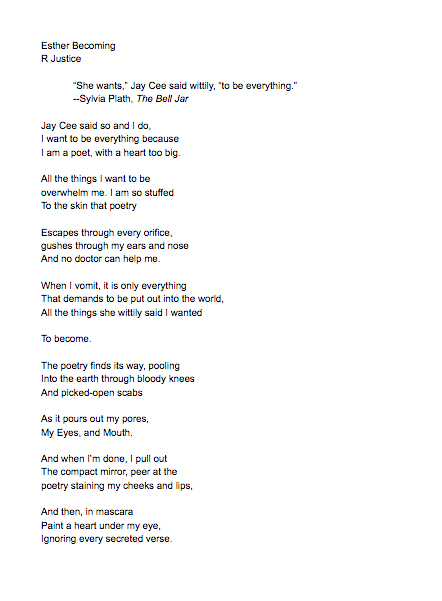 Esther Becoming
R Justice
“She wants,” Jay Cee said wittily, “to be everything.”
--Sylvia Plath, The Bell Jar
Jay Cee said so and I do,
I want to be everything because
I am a poet, with a heart too big.
All the things I want to be
overwhelm me. I am so stuffed
To the skin that poetry
Escapes through every orifice,
gushes through my ears and nose
And no doctor can help me.
When I vomit, it is only everything
That demands to be put out into the world,
All the things she wittily said I wanted
To become.
The poetry finds its way, pooling
Into the earth through bloody knees
And picked-open scabs
As it pours out my pores,
My Eyes, and Mouth.
And when I’m done, I pull out
The compact mirror, peer at the
poetry staining my cheeks and lips,
And then, in mascara
Paint a heart under my eye,
Ignoring every secreted verse.